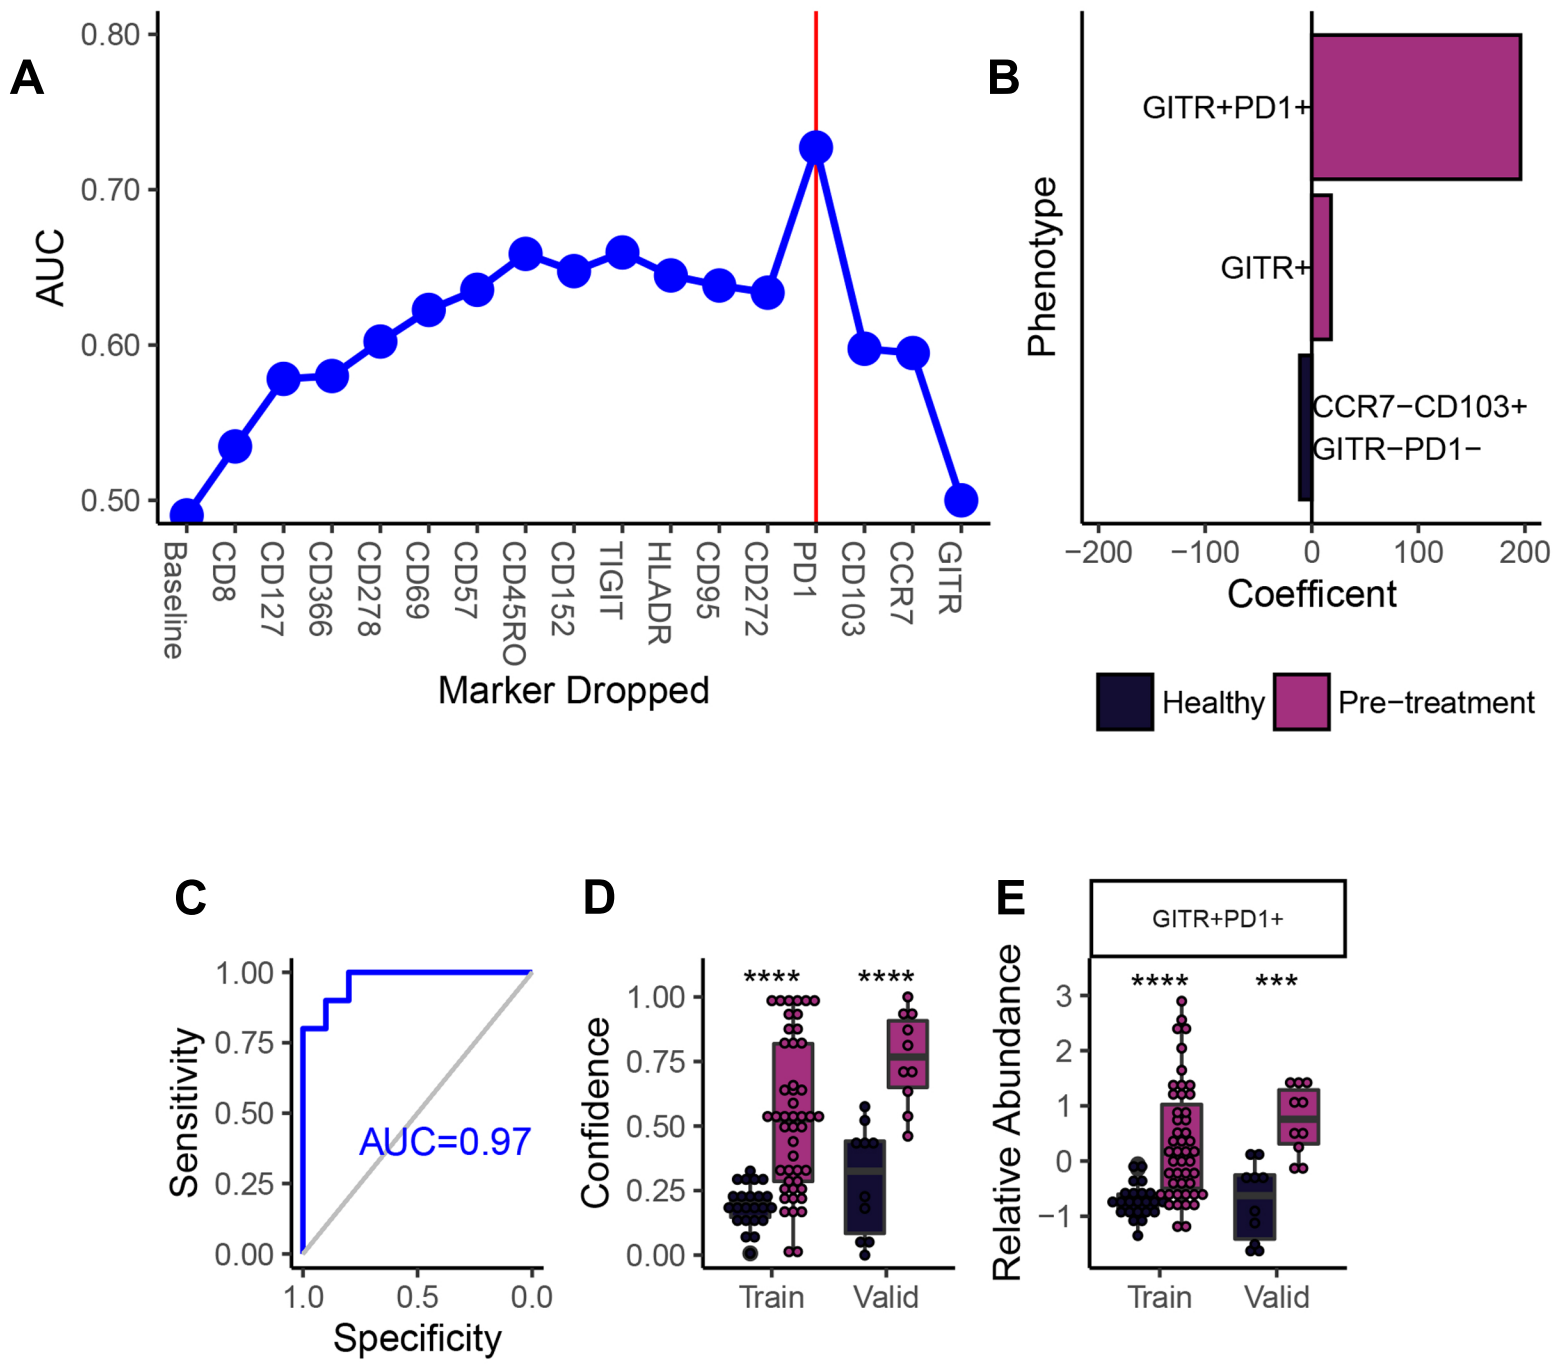 A
0.80
0.70
0.60
0.50
AUC
Baseline
CD8
CD127
CD366
CD278
CD69
CD57
CD45RO
CD152
TIGIT
HLADR
CD95
CD272
PD1
CD103
CCR7
GITR
Marker Dropped
B
Phenotype
GITR+PD1+
GITR+
CCR7−CD103+
GITR−PD1−
−200 −100 0 100 200
Coefficent
Healthy Pre−treatment
C
Sensitivity
1.00
0.75
0.50
0.25
0.00
AUC=0.97
1.0 0.5 0.0
Specificity
D
Confidence
**** ****
1.00
0.75
0.50
0.25
0.00
Train Valid
E
GITR+PD1+
Relative Abundance
**** ***
3
2
1
0
−1
Train Valid